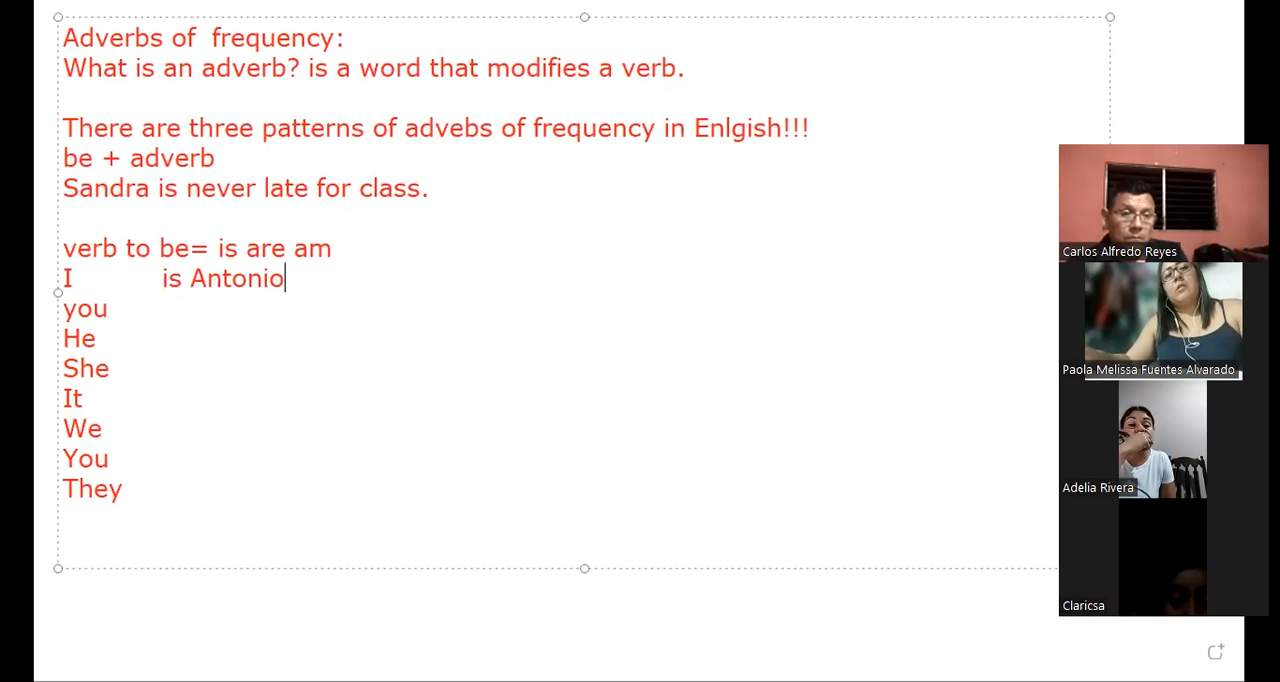 Adverbs of frequency:
What is an adverb? is a word that modifies a verb.
There are three patterns of advebs of frequency in Enlgish!!!
be + adverb
Sandra is never late for class.
verb to be= is are am
I is Antonio
you
He
She
It
We
You
They
Carlos Alfredo Reyes
Paola Melissa Fuentes Alvarado
Adelia Rivera
Claricsa